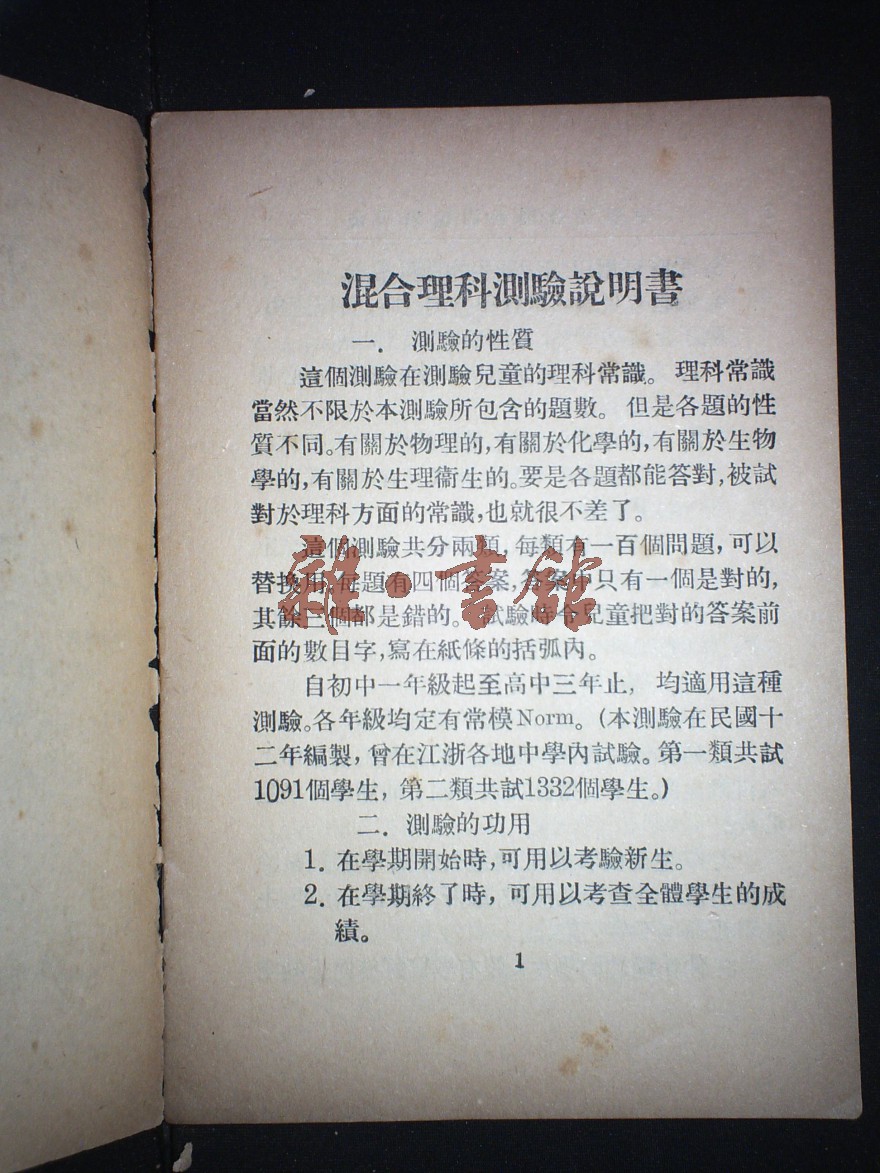 混合理科測驗說明書
一. 測驗的性質
這個測驗在測驗兒童的理科常識。 理科常識
當然不限於本測驗所包含的題數。 但是各題的性
質不同。有關於物理的,有關於化學的,有關於生物
學的,有關於生理衞生的。要是各題都能答對,被試
對於理科方面的常識,也就很不差了。
這個測驗共分兩類,每類有一百個問題,可以
替換用。每題有四個答案,答案中只有一個是對的,
其餘三個都是錯的。 試驗時令兒童把對的答案前
面的數目字,寫在紙條的括弧內。
自初中一年級起至高中三年止, 均適用這種
測驗。各年級均定有常模Norm。(本測驗在民國十
二年編製,曾在江浙各地中學內試驗。第一類共試
1091個學生, 第二類共試1332個學生。)
二. 測驗的功用
1. 在學期開始時,可用以考驗新生。
2. 在學期終了時,可用以考查全體學生的成
績。
1
雜·書館